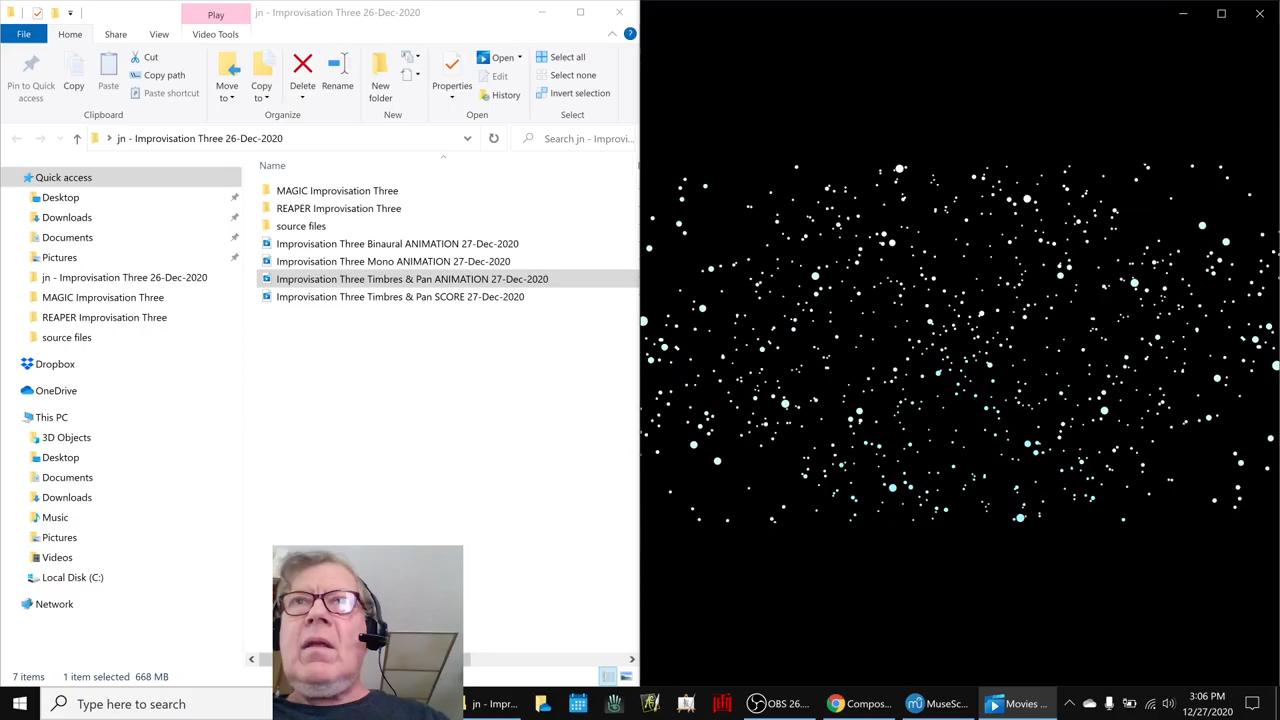 Play
jn - Improvisation Three 26-Dec-2020
File
Home
Share
View
Video Tools
Pin to Quick access
Copy
Paste
Cut
Copy path
Paste shortcut
Clipboard
Move to
Copy to
Delete
Rename
Organize
New folder
New
Properties
Open
Edit
History
Open
Select all
Select none
Invert selection
Select
jn - Improvisation Three 26-Dec-2020
Search jn - Improvi...
Name
Quick access
Desktop
Downloads
Documents
Pictures
jn - Improvisation Three 26-Dec-2020
MAGIC Improvisation Three
REAPER Improvisation Three
source files
Dropbox
OneDrive
This PC
3D Objects
Desktop
Documents
Downloads
Music
Pictures
Videos
Local Disk (C:)
Network
MAGIC Improvisation Three
REAPER Improvisation Three
source files
Improvisation Three Binaural ANIMATION 27-Dec-2020
Improvisation Three Mono ANIMATION 27-Dec-2020
Improvisation Three Timbres & Pan ANIMATION 27-Dec-2020
Improvisation Three Timbres & Pan SCORE 27-Dec-2020
7 items
1 item selected 668 MB
Type here to search
jn - Impr...
OBS 26....
Compos...
MuseSc...
Movies ...
3:06 PM
12/27/2020